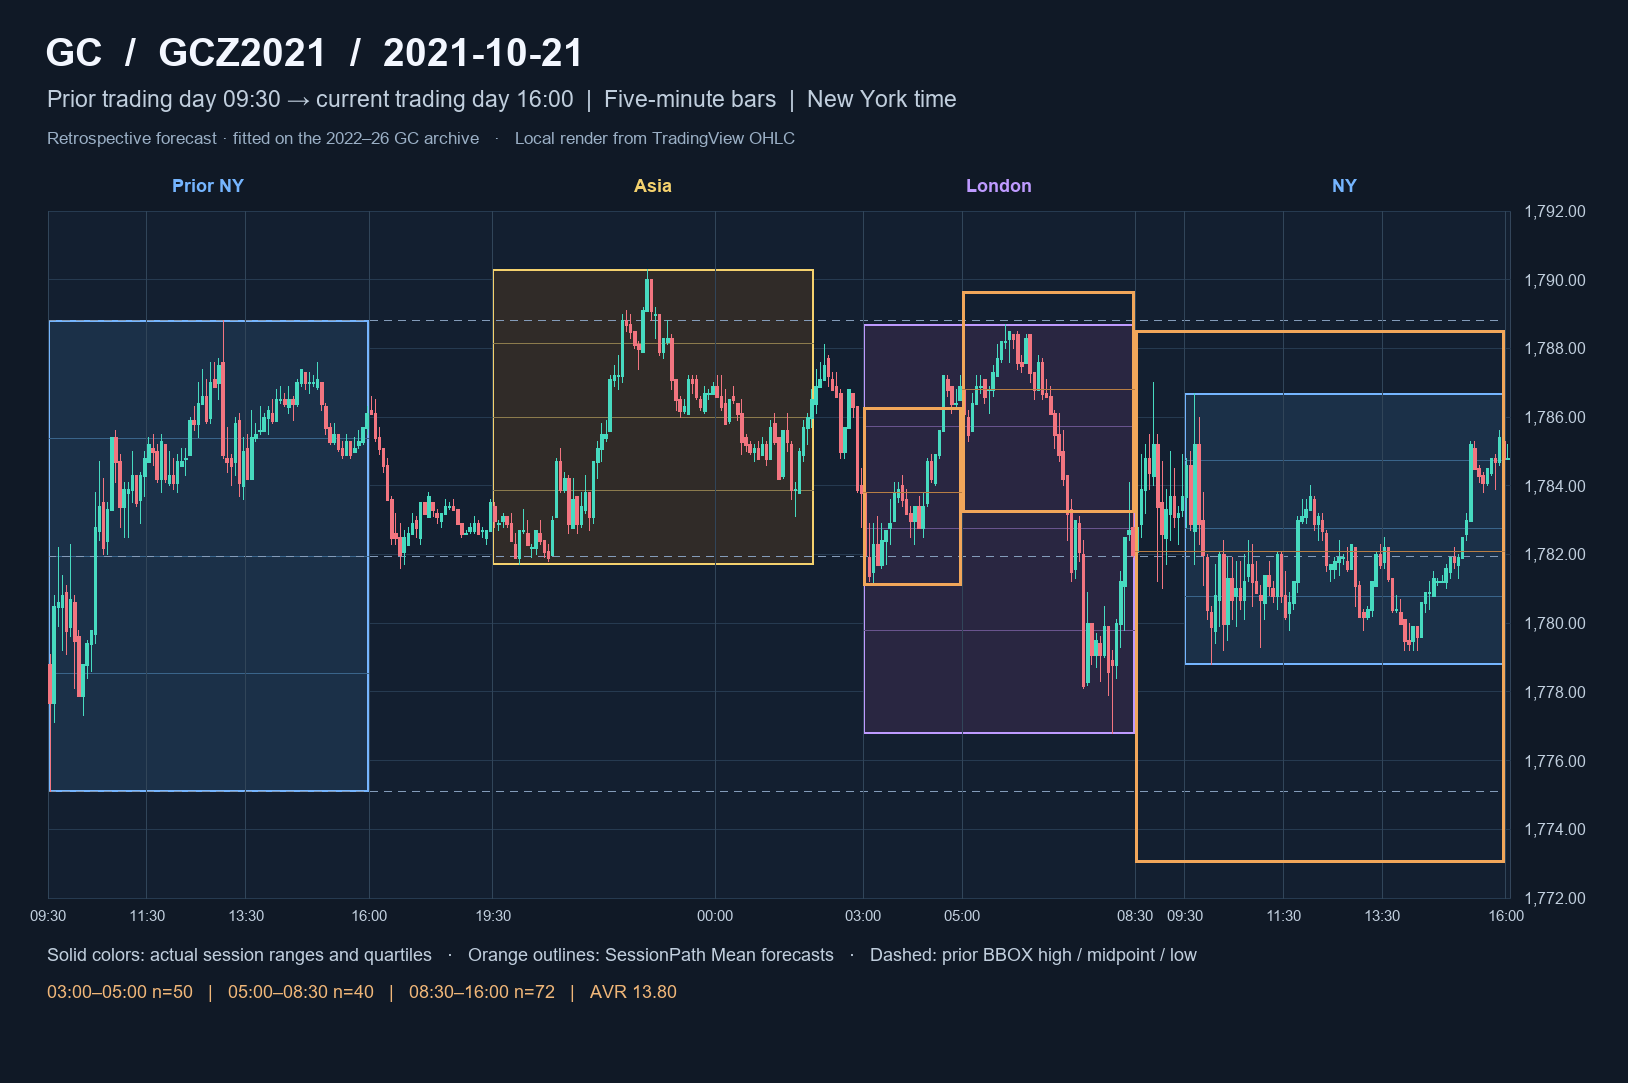 GC / GCZ2021 / 2021-10-21
Prior trading day 09:30 → current trading day 16:00 | Five-minute bars | New York time
Retrospective forecast · fitted on the 2022–26 GC archive · Local render from TradingView OHLC
Prior NY Asia London NY
1,792.00
1,790.00
1,788.00
1,786.00
1,784.00
1,782.00
1,780.00
1,778.00
1,776.00
1,774.00
1,772.00
09:30 11:30 13:30 16:00 19:30 00:00 03:00 05:00 08:30 09:30 11:30 13:30 16:00
Solid colors: actual session ranges and quartiles · Orange outlines: SessionPath Mean forecasts · Dashed: prior BBOX high / midpoint / low
03:00–05:00 n=50 | 05:00–08:30 n=40 | 08:30–16:00 n=72 | AVR 13.80